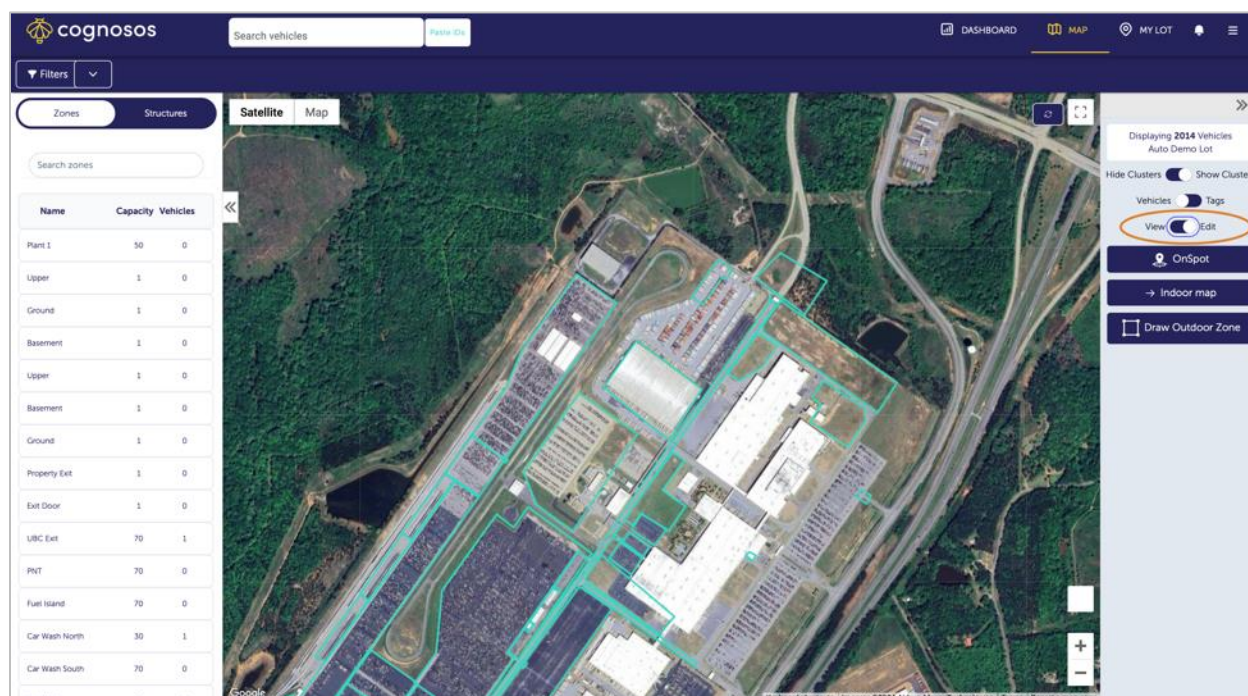 cognosos
Search vehicles
Paste IDs
DASHBOARD
MAP
MY LOT
Filters
Zones
Structures
Search zones
Name Capacity Vehicles
Plant 1 50 0
Upper 1 0
Ground 1 0
Basement 1 0
Upper 1 0
Basement 1 0
Ground 1 0
Property Exit 1 0
Exit Door 1 0
UBC Exit 70 1
PNT 70 0
Fuel Island 70 0
Car Wash North 30 1
Car Wash South 70 0
Satellite Map
Google
Displaying 2014 Vehicles
Auto Demo Lot
Hide Clusters Show Cluste
Vehicles Tags
View Edit
OnSpot
→ Indoor map
Draw Outdoor Zone